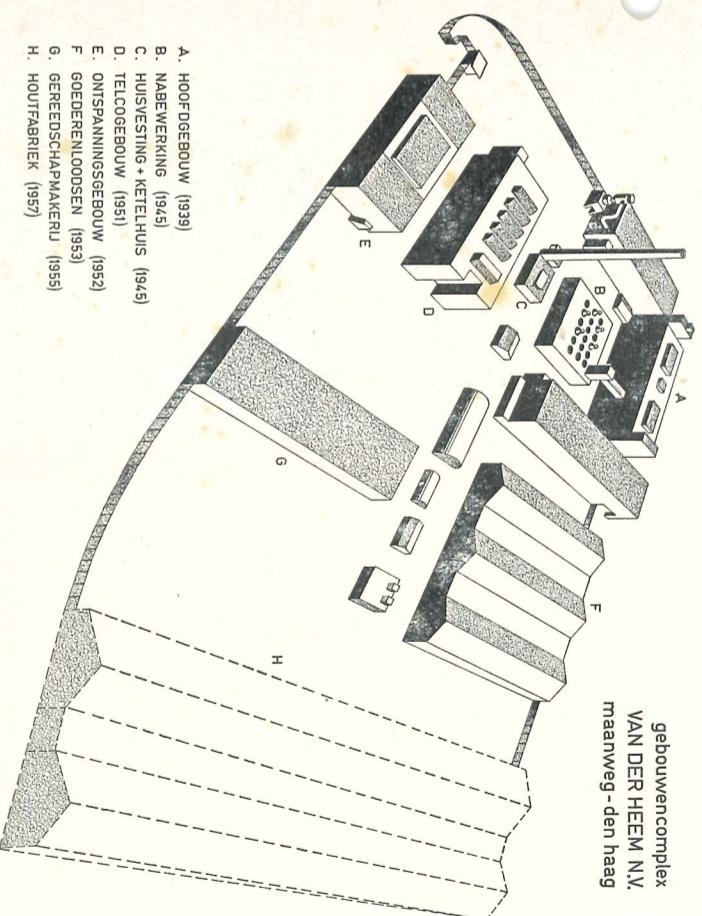 gebouwencomplex
VAN DER HEEM N.V.
maanweg - den haag
A
B
C
D
E
F
G
H
A. HOOFDGEBOUW (1939)
B. NABEWERKING (1945)
C. HUISVESTING + KETELHUIS (1945)
D. TELCOGEBOUW (1951)
E. ONTSPANNINGSGEBOUW (1952)
F GOEDERENLOODSEN (1953)
G. GEREEDSCHAPMAKERIJ (1955)
H. HOUTFABRIEK (1957)